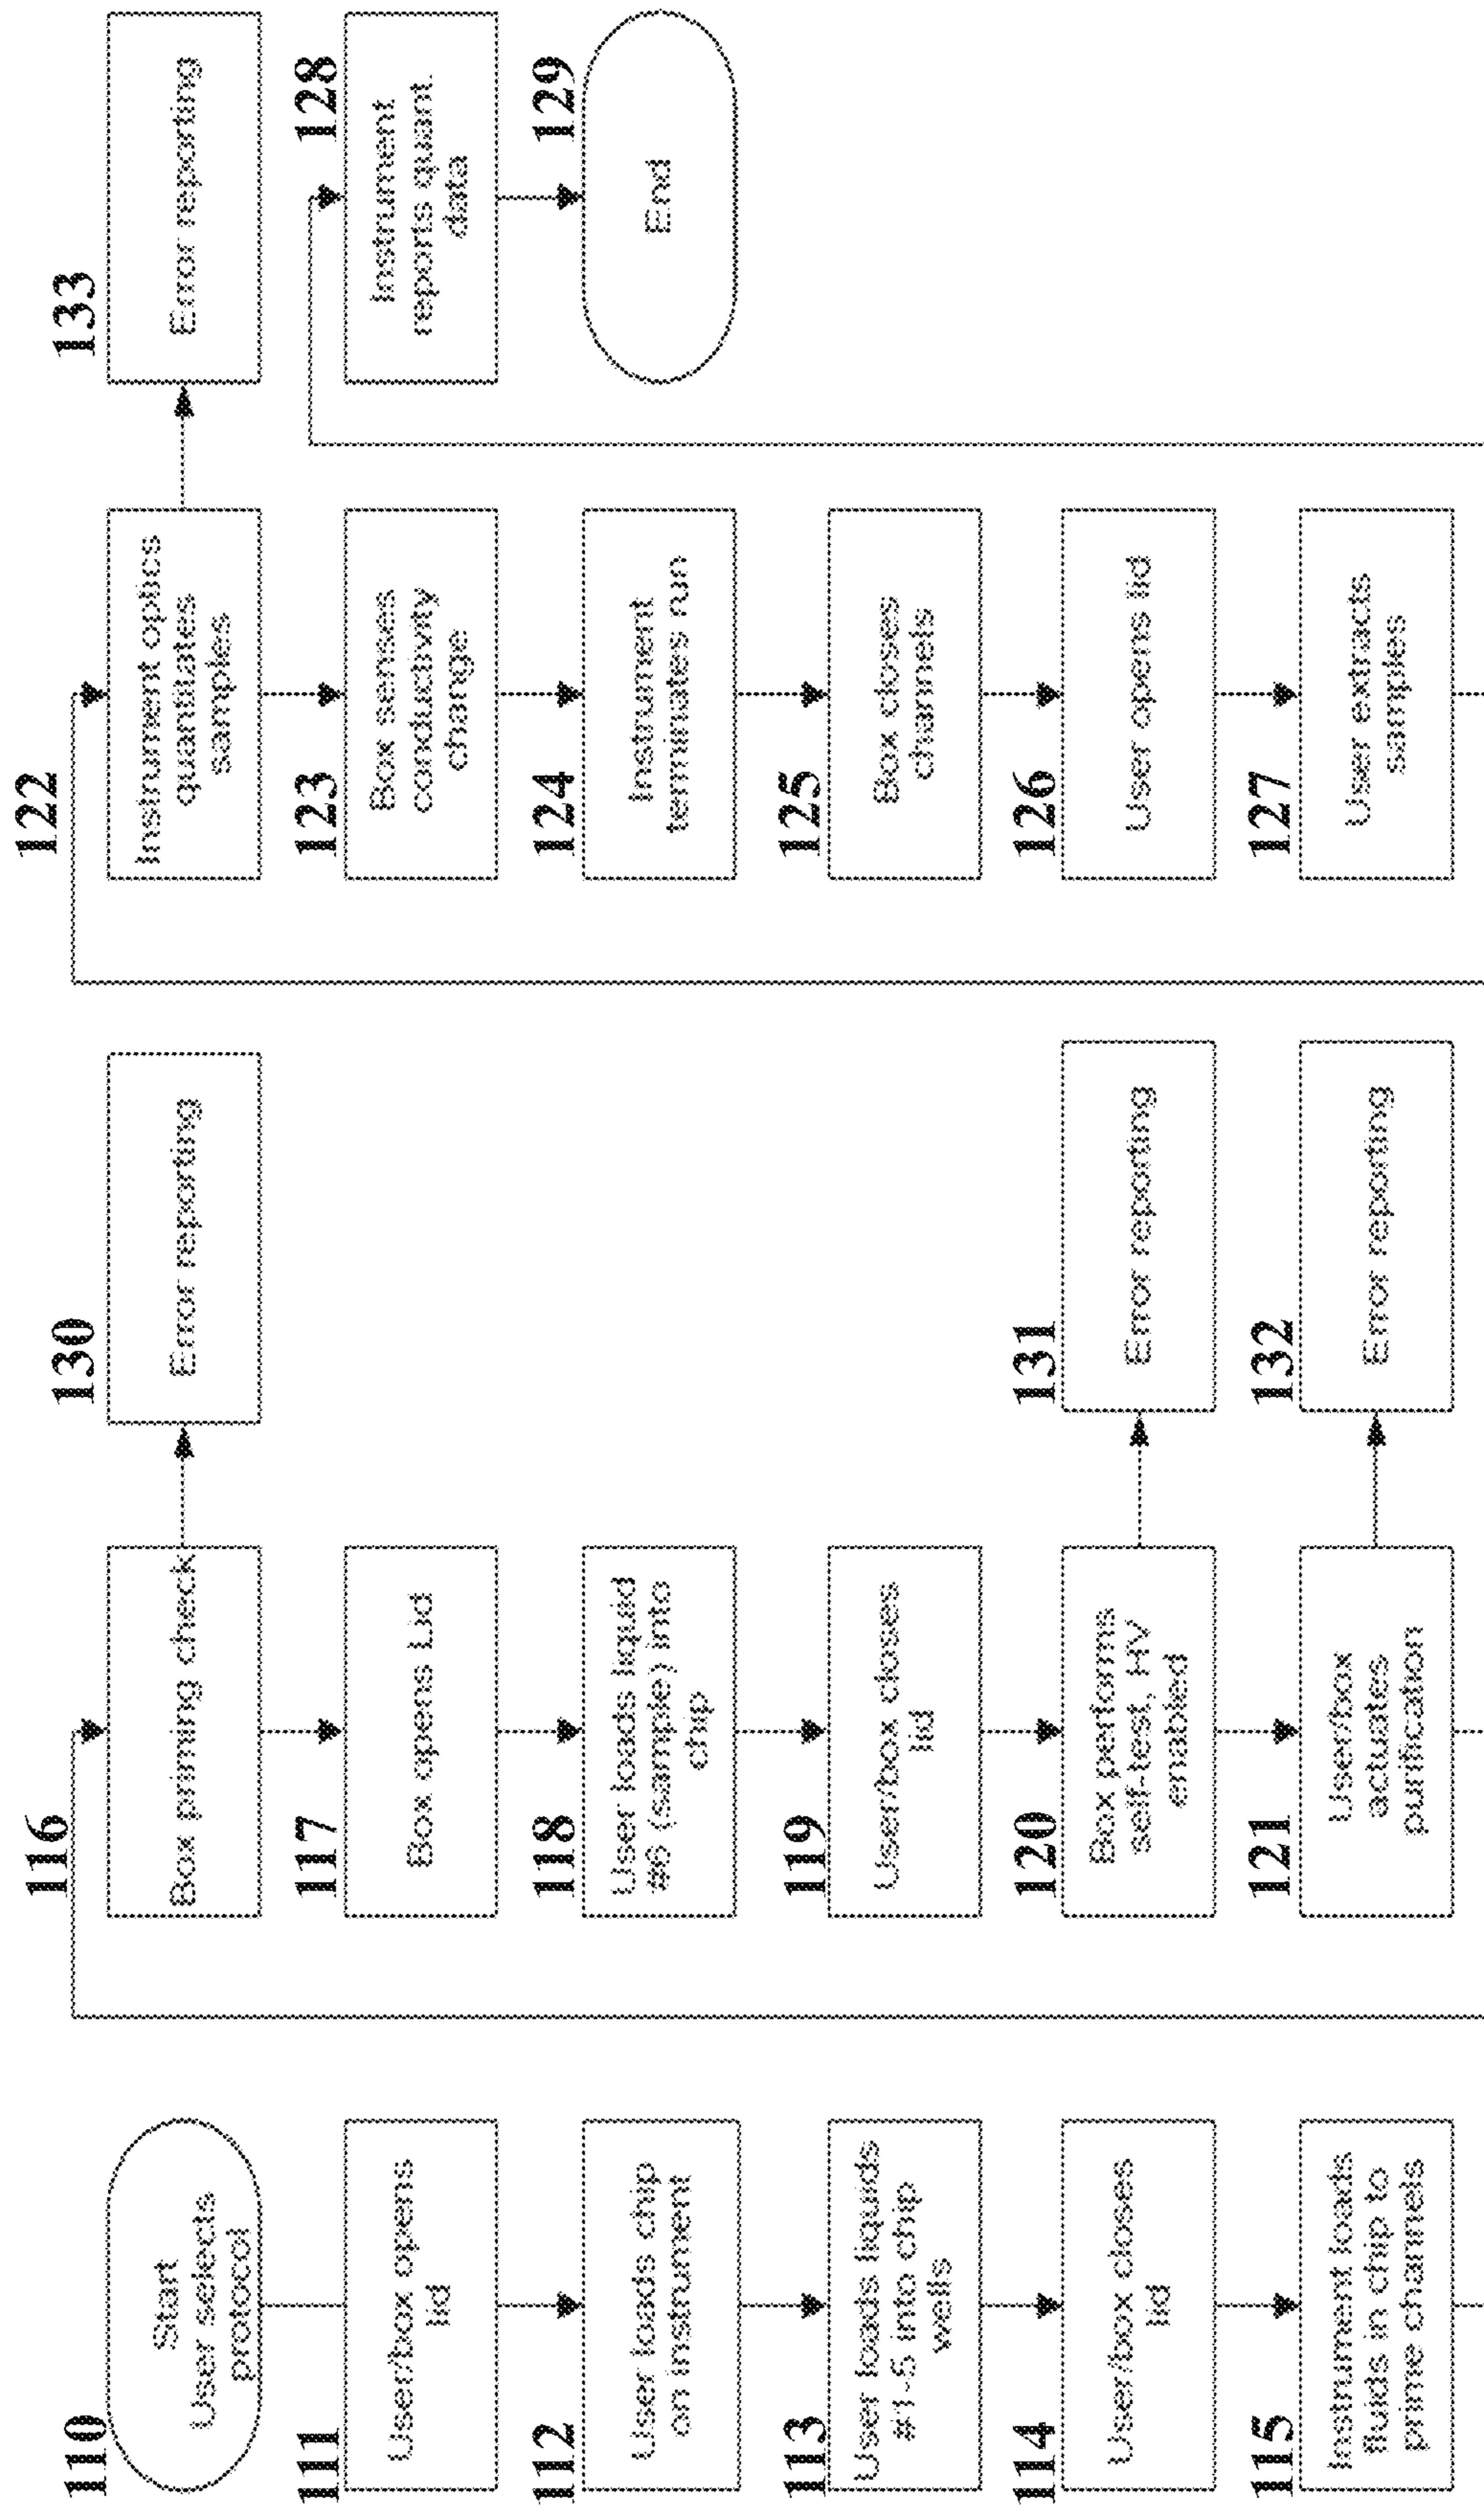 110
Start
User selects
protocol
111
User/box opens
lid
112
User loads chip
on instrument
113
User loads liquids
#1-5 into chip
wells
114
User/box closes
lid
115
Instrument loads
fluids in chip to
prime channels
116
Box priming check
130
Error reporting
117
Box opens Lid
118
User loads liquid
#6 (sample) into
chip
119
User/box closes
lid
120
Box performs
self-test, HV
enabled
131
Error reporting
121
User/box
actuates
purification
132
Error reporting
122
Instrument optics
quantitates
samples
133
Error reporting
123
Box senses
conductivity
change
124
Instrument
terminates run
125
Box closes
channels
126
User opens lid
127
User extracts
samples
128
Instrument
reports quant.
data
129
End